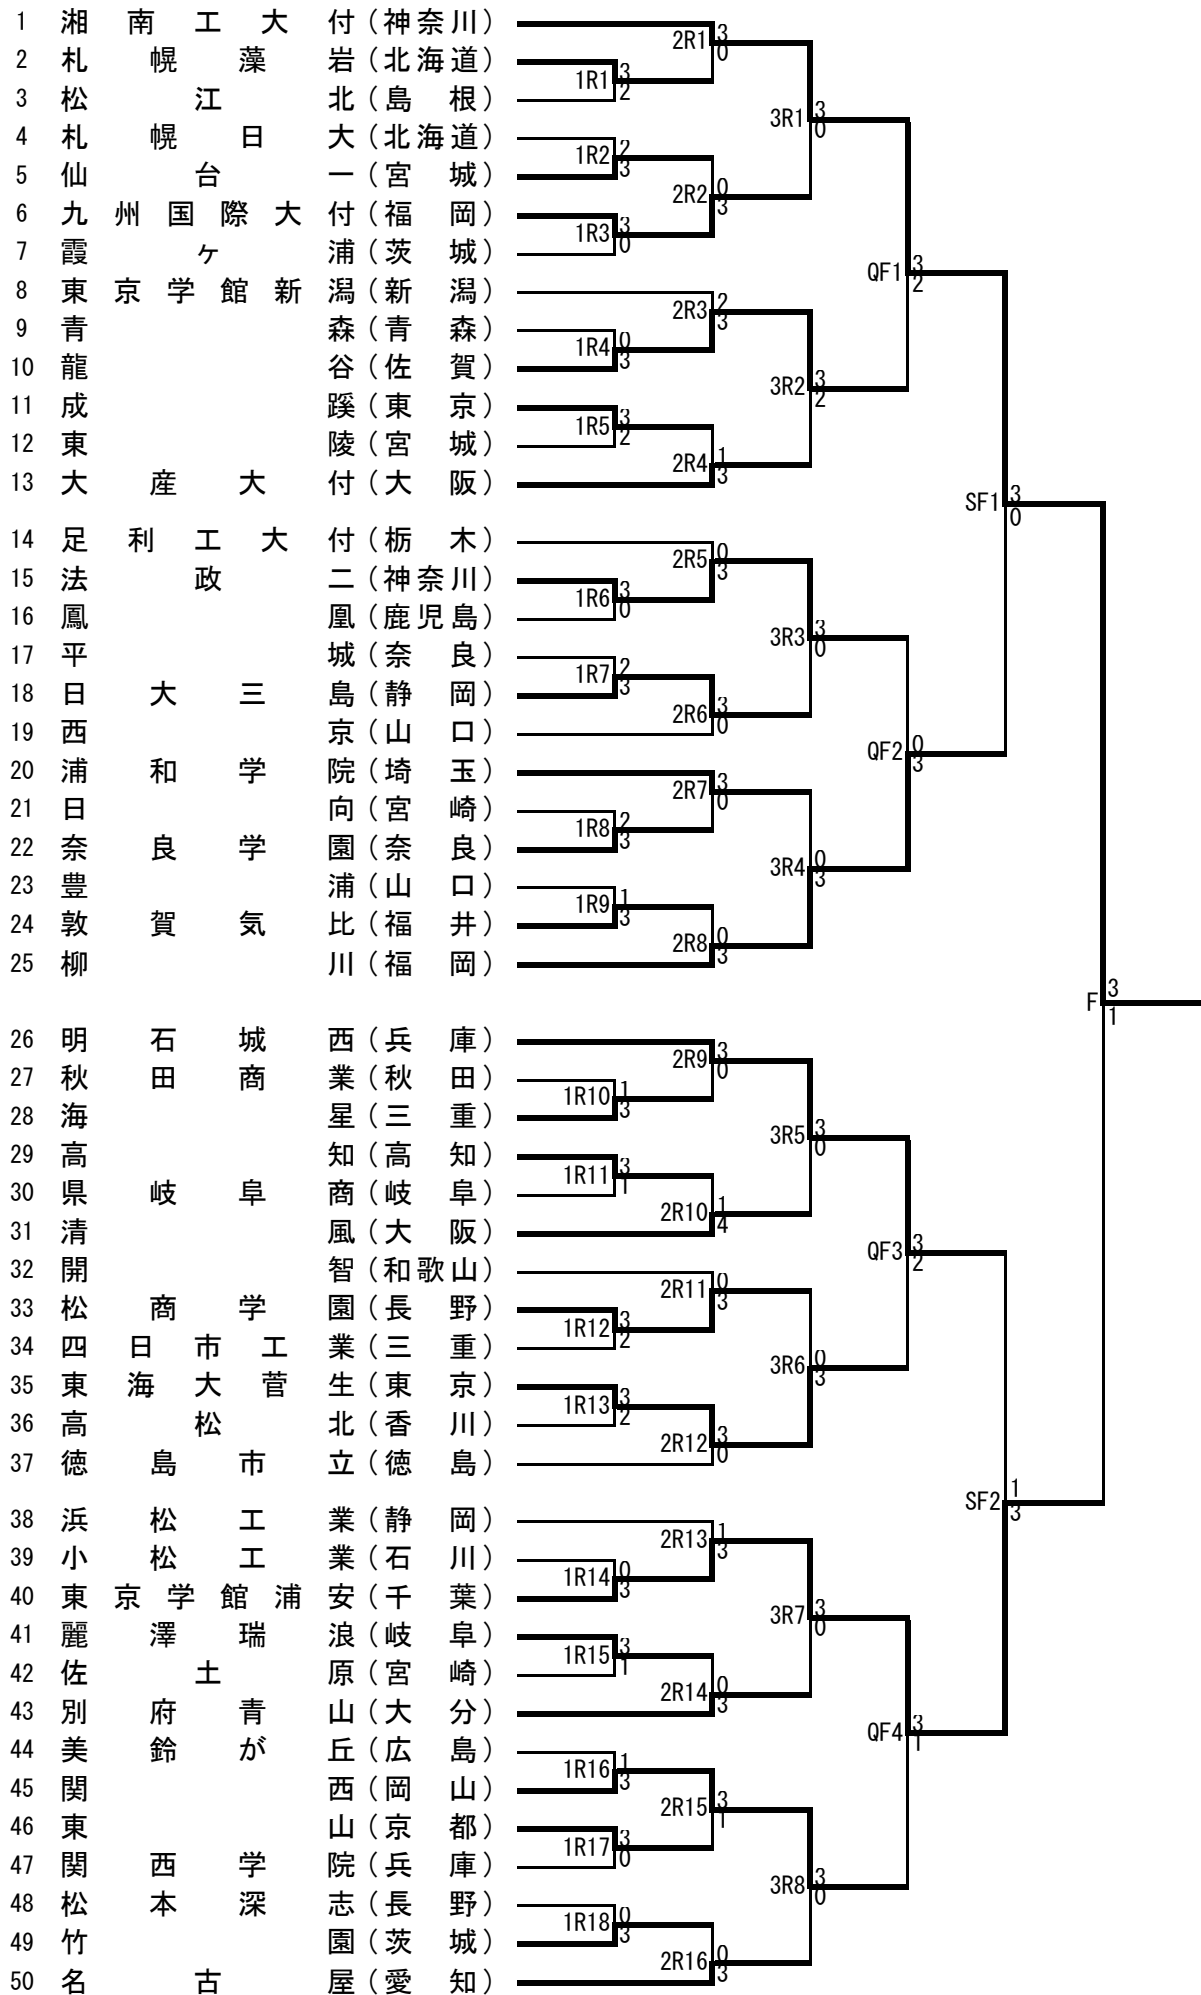 1 湘南工大付(神奈川)
2 札幌藻岩(北海道)
3 松江北(島根)
4 札幌日大(北海道)
5 仙台一(宮城)
6 九州国際大付(福岡)
7 霞ヶ浦(茨城)
8 東京学館新潟(新潟)
9 青森(青森)
10 龍谷(佐賀)
11 成蹊(東京)
12 東陵(宮城)
13 大産大付(大阪)
14 足利工大付(栃木)
15 法政二(神奈川)
16 鳳凰(鹿児島)
17 平城(奈良)
18 日大三島(静岡)
19 西京(山口)
20 浦和学院(埼玉)
21 日向(宮崎)
22 奈良学園(奈良)
23 豊浦(山口)
24 敦賀気比(福井)
25 柳川(福岡)
26 明石城西(兵庫)
27 秋田商業(秋田)
28 海星(三重)
29 高知(高知)
30 県岐阜商(岐阜)
31 清風(大阪)
32 開智(和歌山)
33 松商学園(長野)
34 四日市工業(三重)
35 東海大菅生(東京)
36 高松北(香川)
37 徳島市立(徳島)
38 浜松工業(静岡)
39 小松工業(石川)
40 東京学館浦安(千葉)
41 麗澤瑞浪(岐阜)
42 佐土原(宮崎)
43 別府青山(大分)
44 美鈴が丘(広島)
45 関西(岡山)
46 東山(京都)
47 関西学院(兵庫)
48 松本深志(長野)
49 竹園(茨城)
50 名古屋(愛知)
1R1 3 2
1R2 2 3
1R3 3 0
1R4 0 3
1R5 3 2
1R6 3 0
1R7 2 3
1R8 2 3
1R9 1 3
1R10 1 3
1R11 3 1
1R12 3 2
1R13 3 2
1R14 0 3
1R15 3 1
1R16 1 3
1R17 3 0
1R18 0 3
2R1 3 0
2R2 0 3
2R3 2 3
2R4 1 3
2R5 0 3
2R6 3 0
2R7 3 0
2R8 0 3
2R9 3 0
2R10 1 4
2R11 0 3
2R12 3 0
2R13 1 3
2R14 0 3
2R15 3 1
2R16 0 3
3R1 3 0
3R2 3 2
3R3 3 0
3R4 0 3
3R5 3 0
3R6 0 3
3R7 3 0
3R8 3 0
QF1 3 2
QF2 0 3
QF3 3 2
QF4 3 1
SF1 3 0
SF2 1 3
F 3 1